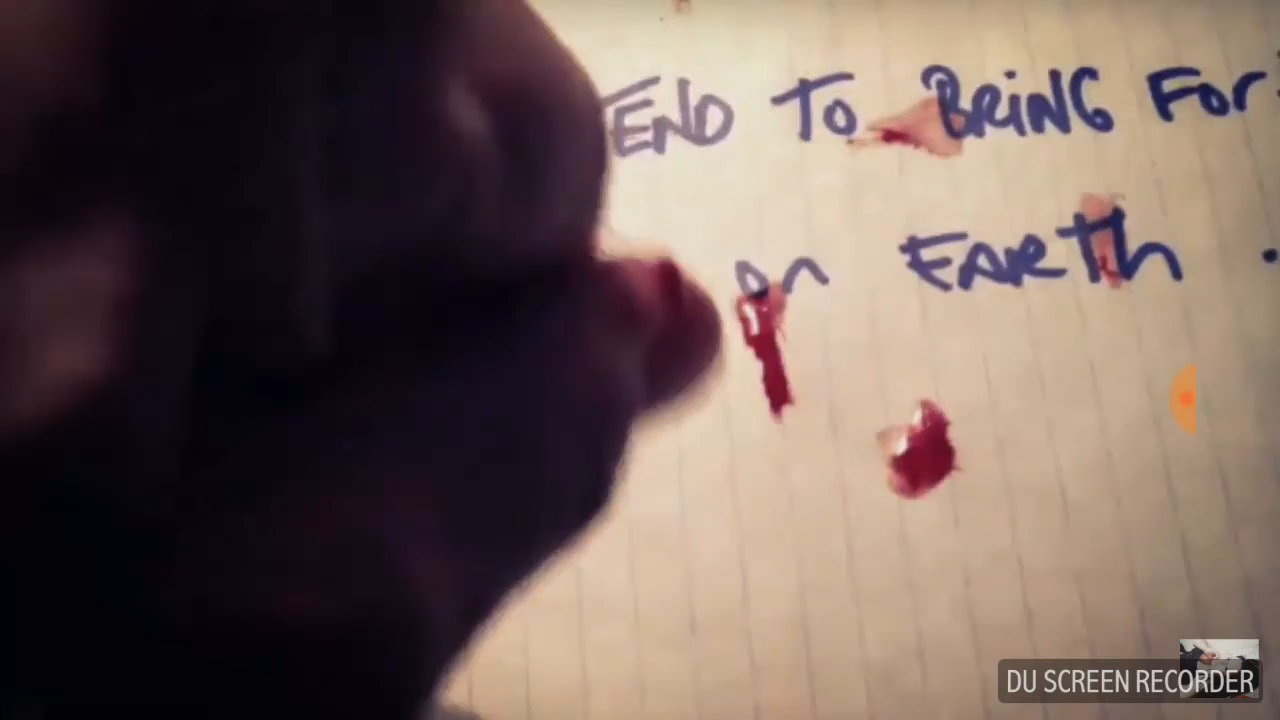 END TO BRING FOR
on EARTh .
DU SCREEN RECORDER